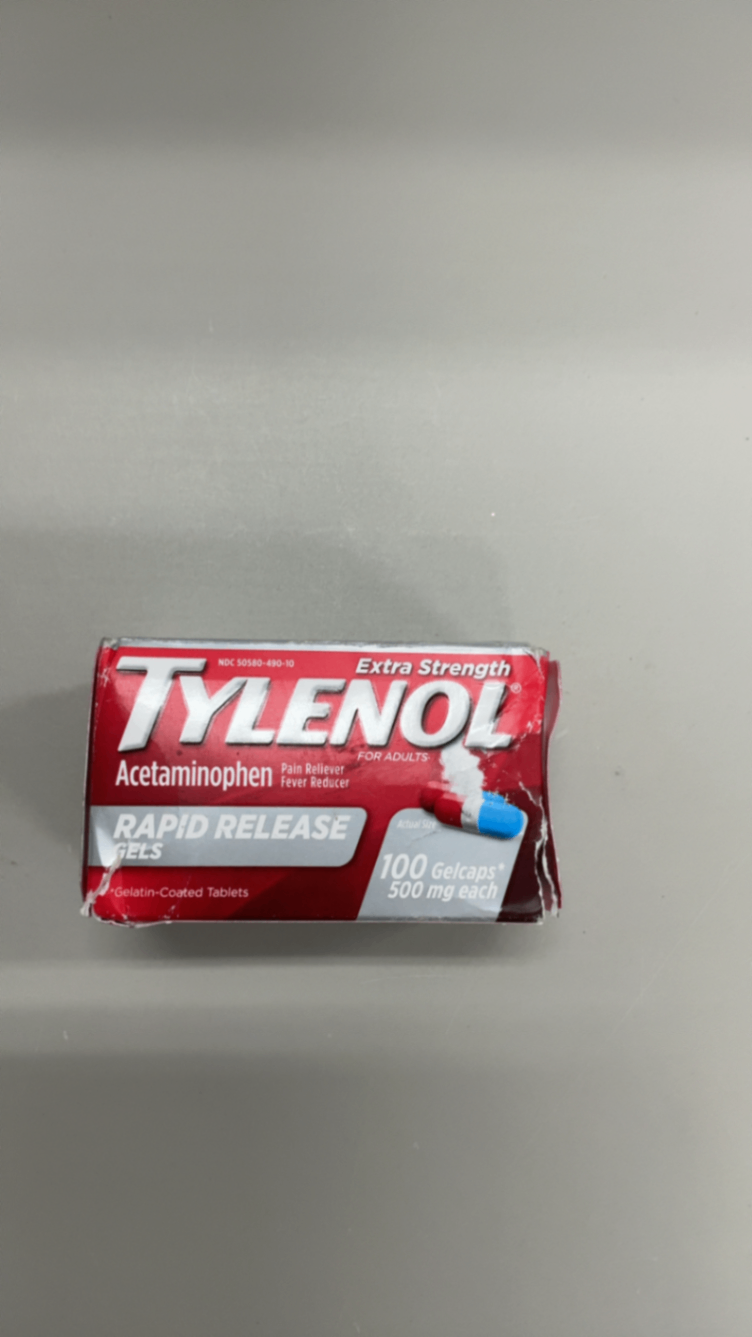 NDC 50580-490-10
Extra Strength
TYLENOL®
FOR ADULTS
Acetaminophen
Pain Reliever
Fever Reducer
RAPID RELEASE
GELS
Actual Size
100 Gelcaps*
500 mg each
*Gelatin-Coated Tablets